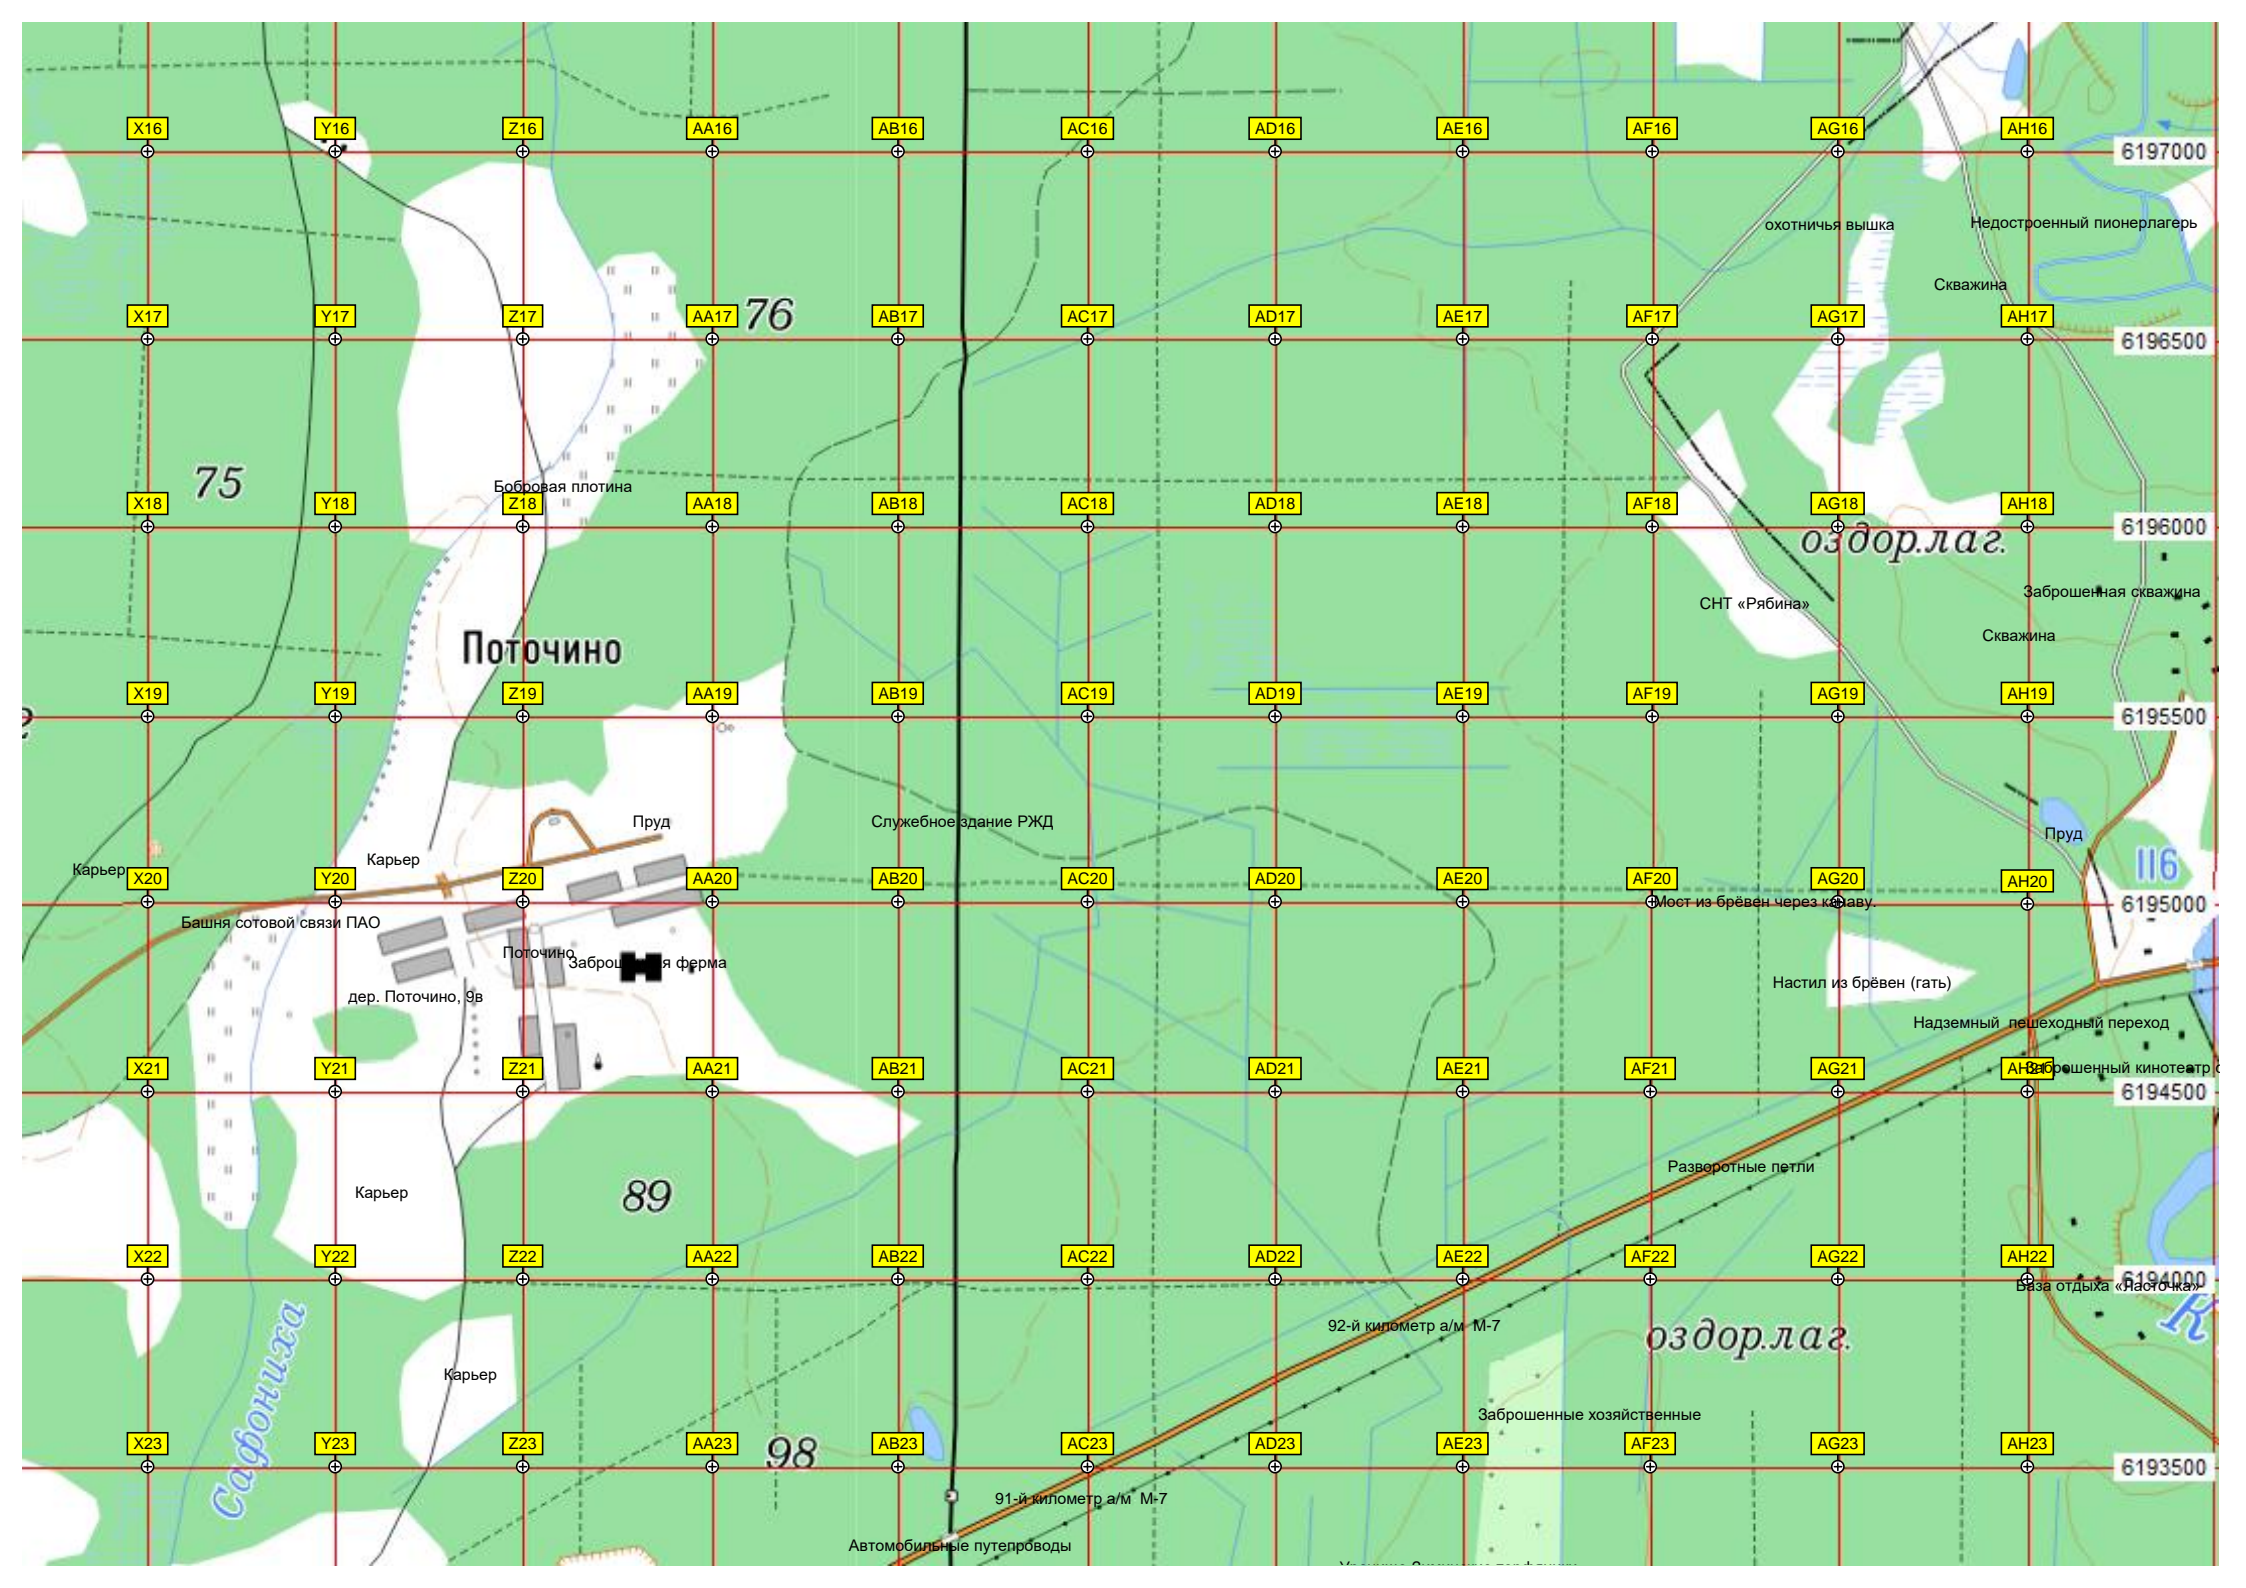 X16 Y16 Z16 AA16 AB16 AC16 AD16 AE16 AF16 AG16 AH16
6197000
охотничья вышка
Недостроенный пионерлагерь
Скважина
X17 Y17 Z17 AA17 76 AB17 AC17 AD17 AE17 AF17 AG17 AH17
6196500
75
Бобровая плотина
X18 Y18 Z18 AA18 AB18 AC18 AD18 AE18 AF18 AG18 AH18
6196000
оздор.лаг.
Заброшенная скважина
СНТ «Рябина»
Скважина
Поточино
X19 Y19 Z19 AA19 AB19 AC19 AD19 AE19 AF19 AG19 AH19
6195500
Пруд
Служебное здание РЖД
Пруд
Карьер
Карьер
116
X20 Y20 Z20 AA20 AB20 AC20 AD20 AE20 AF20 AG20 AH20
6195000
Мост из брёвен через канаву.
Башня сотовой связи ПАО
Поточино
Заброшенная ферма
Настил из брёвен (гать)
дер. Поточино, 9в
Надземный пешеходный переход
X21 Y21 Z21 AA21 AB21 AC21 AD21 AE21 AF21 AG21 AH21
Заброшенный кинотеатр
6194500
Разворотные петли
Карьер
89
X22 Y22 Z22 AA22 AB22 AC22 AD22 AE22 AF22 AG22 AH22
6194000
База отдыха «Ласточка»
К
92-й километр а/м М-7
оздор.лаг.
Сафониха
Карьер
Заброшенные хозяйственные
X23 Y23 Z23 AA23 98 AB23 AC23 AD23 AE23 AF23 AG23 AH23
6193500
91-й километр а/м М-7
Автомобильные путепроводы